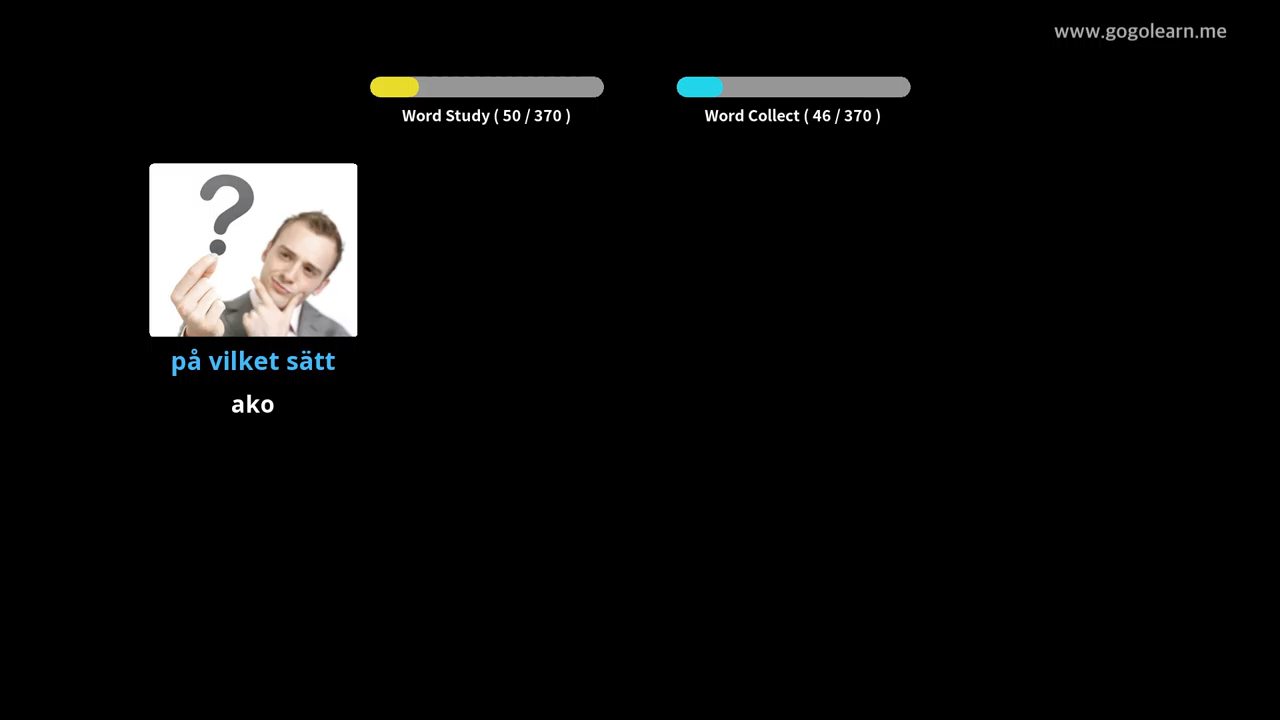 www.gogolearn.me
Word Study ( 50 / 370 )
Word Collect ( 46 / 370 )
?
på vilket sätt
ako